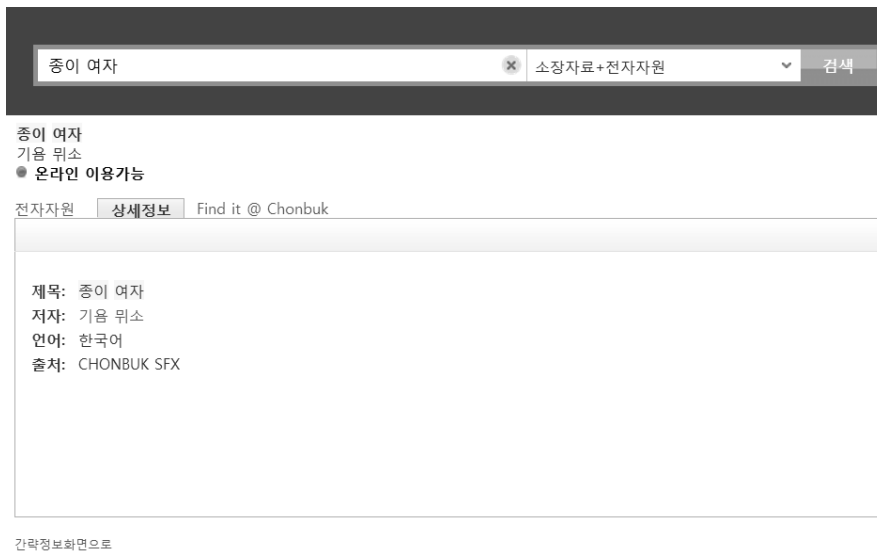 종이 여자 소장자료+전자자원 검색
종이 여자
기욤 뮈소
온라인 이용가능
전자자원 상세정보 Find it @ Chonbuk
제목: 종이 여자
저자: 기욤 뮈소
언어: 한국어
출처: CHONBUK SFX
간략정보화면으로